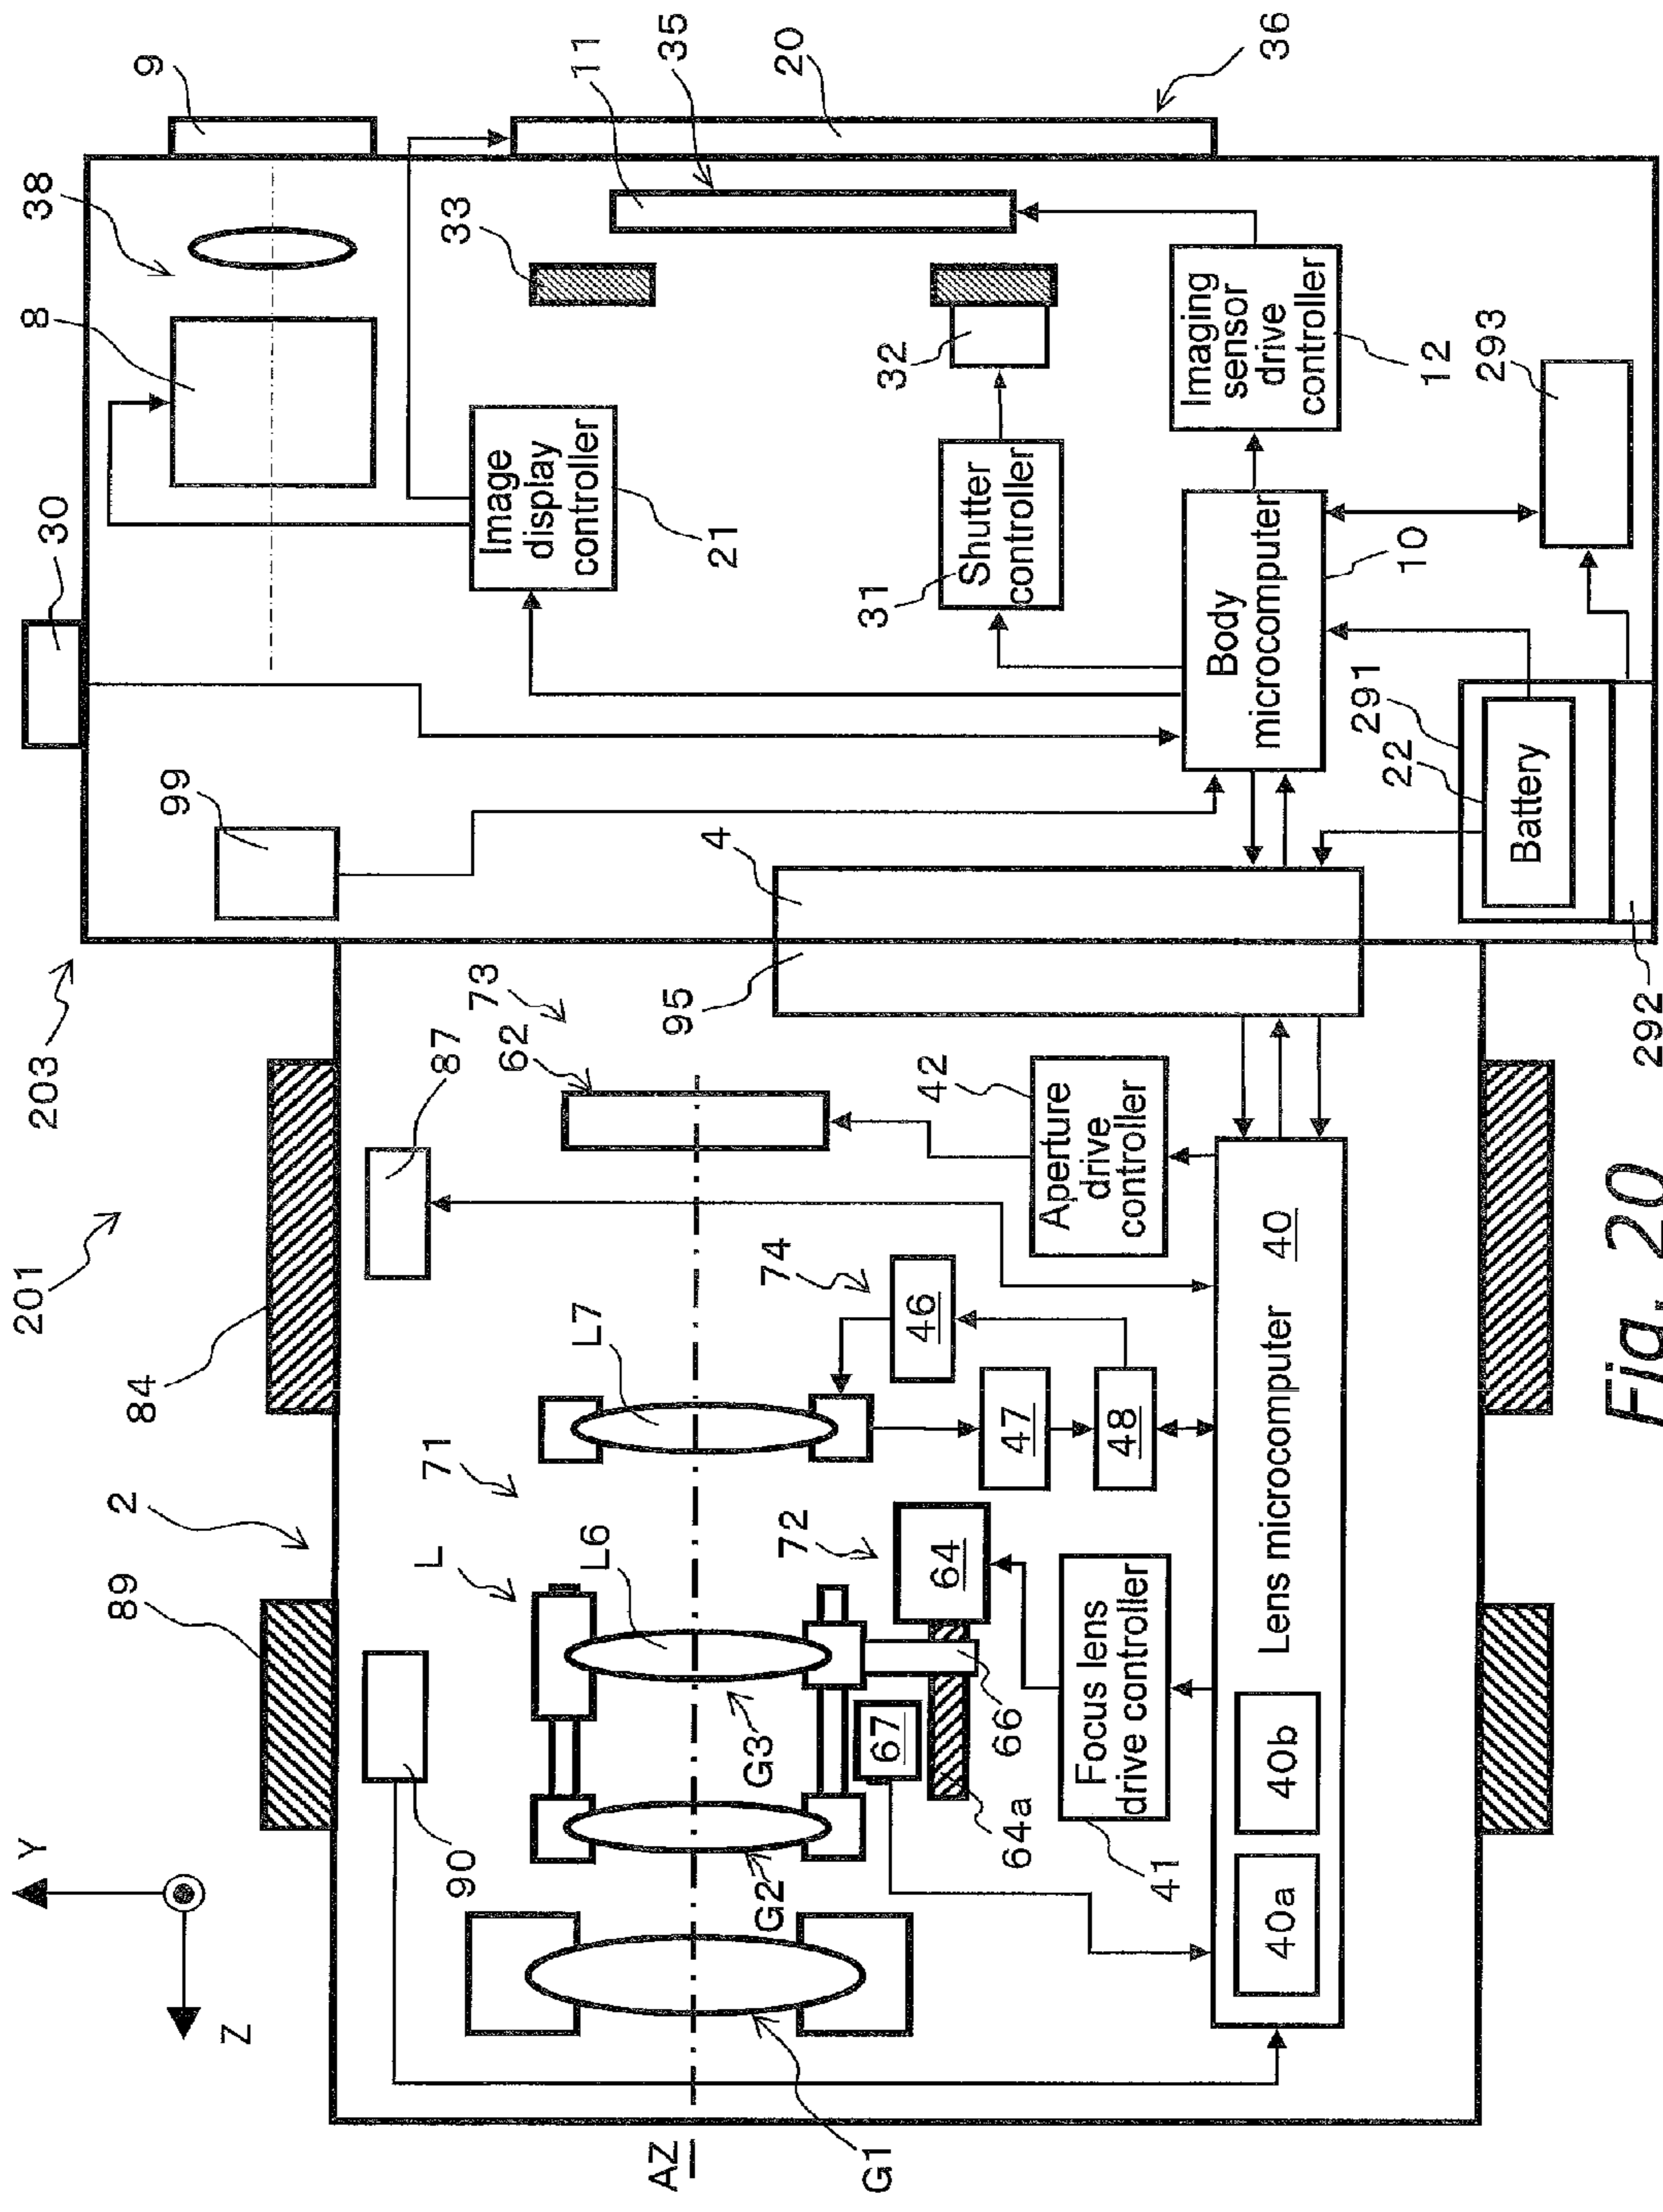 201
203
Y
Z
89
2
84
30
38
9
90
87
99
8
L
71
73
62
33
11
35
20
36
L6
L7
G3
G2
G1
AZ
72
74
95
4
Image
display
controller
21
31
32
Shutter
controller
67
64
66
64a
46
47
48
42
Aperture
drive
controller
41
Focus lens
drive controller
Body
microcomputer
10
Imaging
sensor
drive
controller
12
40a
40b
Lens microcomputer
40
22
291
Battery
292
293
Fig. 20